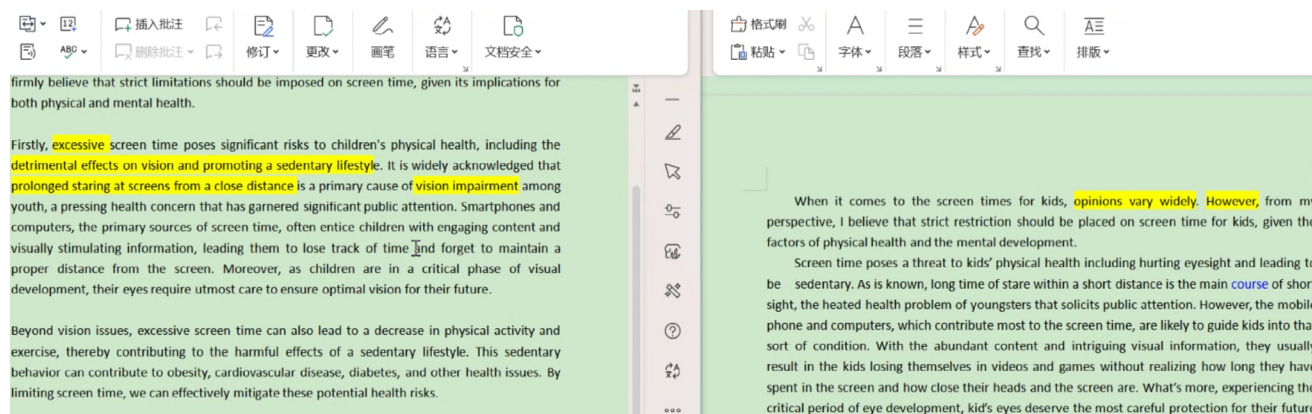 插入批注
删除批注
修订
更改
画笔
语言
文档安全
firmly believe that strict limitations should be imposed on screen time, given its implications for
both physical and mental health.
Firstly, excessive screen time poses significant risks to children's physical health, including the
detrimental effects on vision and promoting a sedentary lifestyle. It is widely acknowledged that
prolonged staring at screens from a close distance is a primary cause of vision impairment among
youth, a pressing health concern that has garnered significant public attention. Smartphones and
computers, the primary sources of screen time, often entice children with engaging content and
visually stimulating information, leading them to lose track of time and forget to maintain a
proper distance from the screen. Moreover, as children are in a critical phase of visual
development, their eyes require utmost care to ensure optimal vision for their future.
Beyond vision issues, excessive screen time can also lead to a decrease in physical activity and
exercise, thereby contributing to the harmful effects of a sedentary lifestyle. This sedentary
behavior can contribute to obesity, cardiovascular disease, diabetes, and other health issues. By
limiting screen time, we can effectively mitigate these potential health risks.
格式刷
粘贴
字体
段落
样式
查找
排版
When it comes to the screen times for kids, opinions vary widely. However, from my
perspective, I believe that strict restriction should be placed on screen time for kids, given the
factors of physical health and the mental development.
Screen time poses a threat to kids' physical health including hurting eyesight and leading to
be sedentary. As is known, long time of stare within a short distance is the main course of short
sight, the heated health problem of youngsters that solicits public attention. However, the mobile
phone and computers, which contribute most to the screen time, are likely to guide kids into that
sort of condition. With the abundant content and intriguing visual information, they usually
result in the kids losing themselves in videos and games without realizing how long they have
spent in the screen and how close their heads and the screen are. What's more, experiencing the
critical period of eye development, kid's eyes deserve the most careful protection for their future